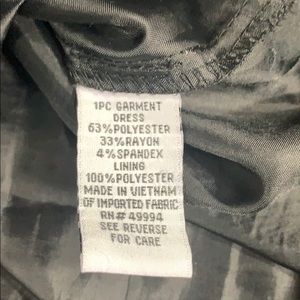 1PC GARMENT
DRESS
63%POLYESTER
33%RAYON
4%SPANDEX
LINING
100%POLYESTER
MADE IN VIETNAM
OF IMPORTED FABRIC
RN# 49994
SEE REVERSE
FOR CARE